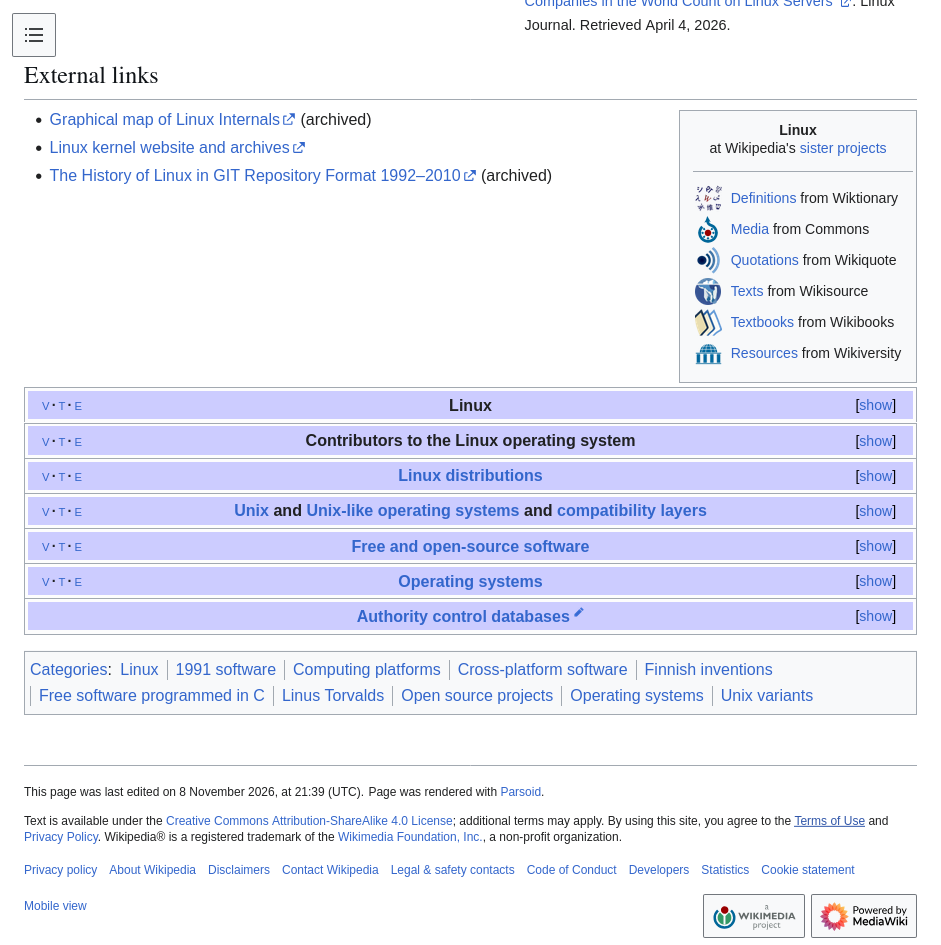 Companies in the World Count on Linux Servers . Linux
Journal. Retrieved April 4, 2026.
External links
Graphical map of Linux Internals (archived)
Linux kernel website and archives
The History of Linux in GIT Repository Format 1992–2010 (archived)
Linux
at Wikipedia's sister projects
Definitions from Wiktionary
Media from Commons
Quotations from Wikiquote
Texts from Wikisource
Textbooks from Wikibooks
Resources from Wikiversity
V · T · E Linux [show]
V · T · E Contributors to the Linux operating system [show]
V · T · E Linux distributions [show]
V · T · E Unix and Unix-like operating systems and compatibility layers [show]
V · T · E Free and open-source software [show]
V · T · E Operating systems [show]
Authority control databases [show]
Categories: Linux | 1991 software | Computing platforms | Cross-platform software | Finnish inventions
| Free software programmed in C | Linus Torvalds | Open source projects | Operating systems | Unix variants
This page was last edited on 8 November 2026, at 21:39 (UTC). Page was rendered with Parsoid.
Text is available under the Creative Commons Attribution-ShareAlike 4.0 License; additional terms may apply. By using this site, you agree to the Terms of Use and
Privacy Policy. Wikipedia® is a registered trademark of the Wikimedia Foundation, Inc., a non-profit organization.
Privacy policy About Wikipedia Disclaimers Contact Wikipedia Legal & safety contacts Code of Conduct Developers Statistics Cookie statement
Mobile view
a
WIKIMEDIA
project
Powered by
MediaWiki